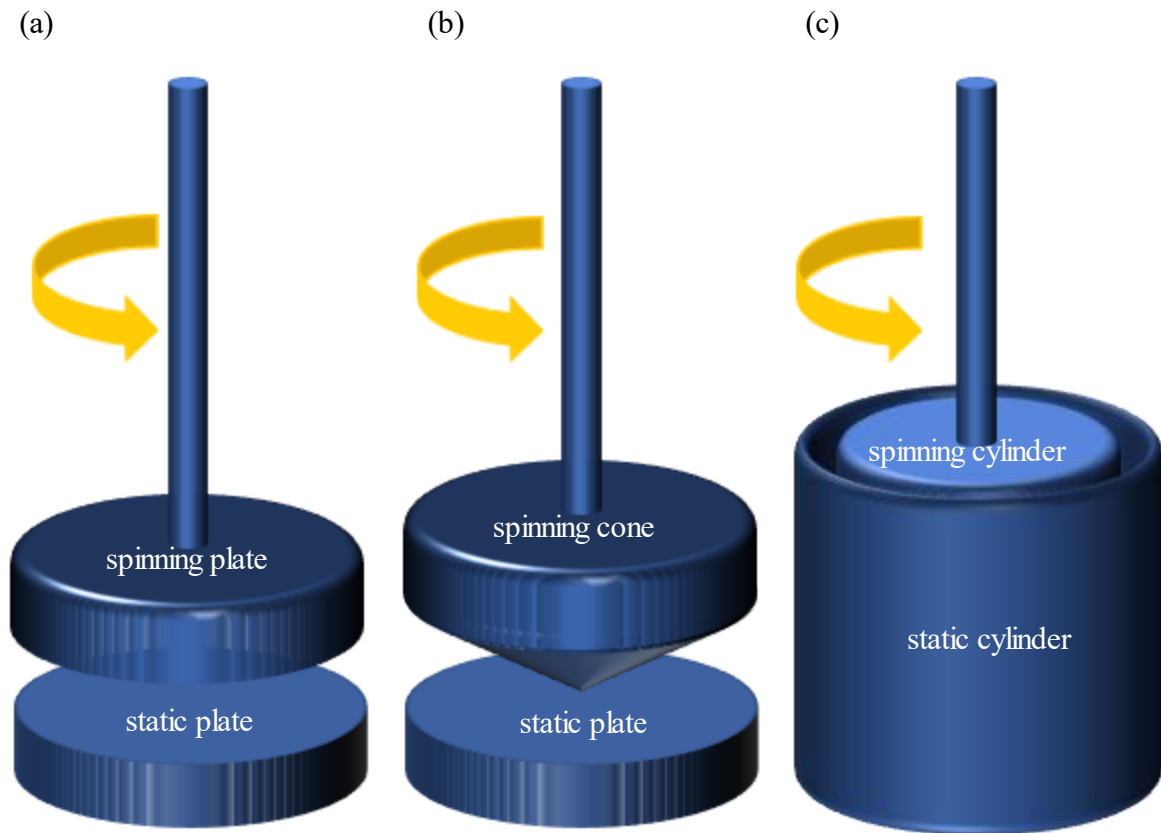 (a)
(b)
(c)
spinning plate
static plate
spinning cone
static plate
spinning cylinder
static cylinder